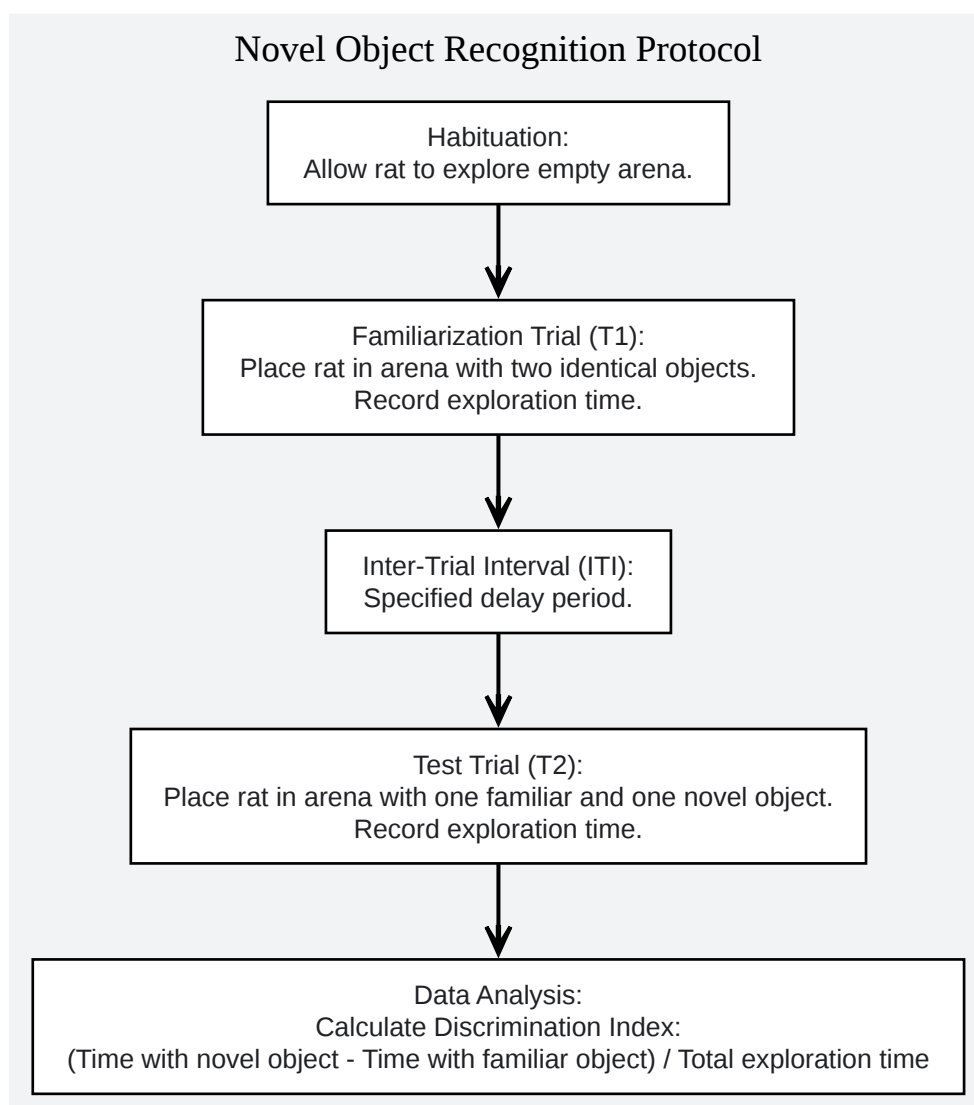 Novel Object Recognition Protocol
Habituation:
Allow rat to explore empty arena.
Familiarization Trial (T1):
Place rat in arena with two identical objects.
Record exploration time.
Inter-Trial Interval (ITI):
Specified delay period.
Test Trial (T2):
Place rat in arena with one familiar and one novel object.
Record exploration time.
Data Analysis:
Calculate Discrimination Index:
(Time with novel object - Time with familiar object) / Total exploration time